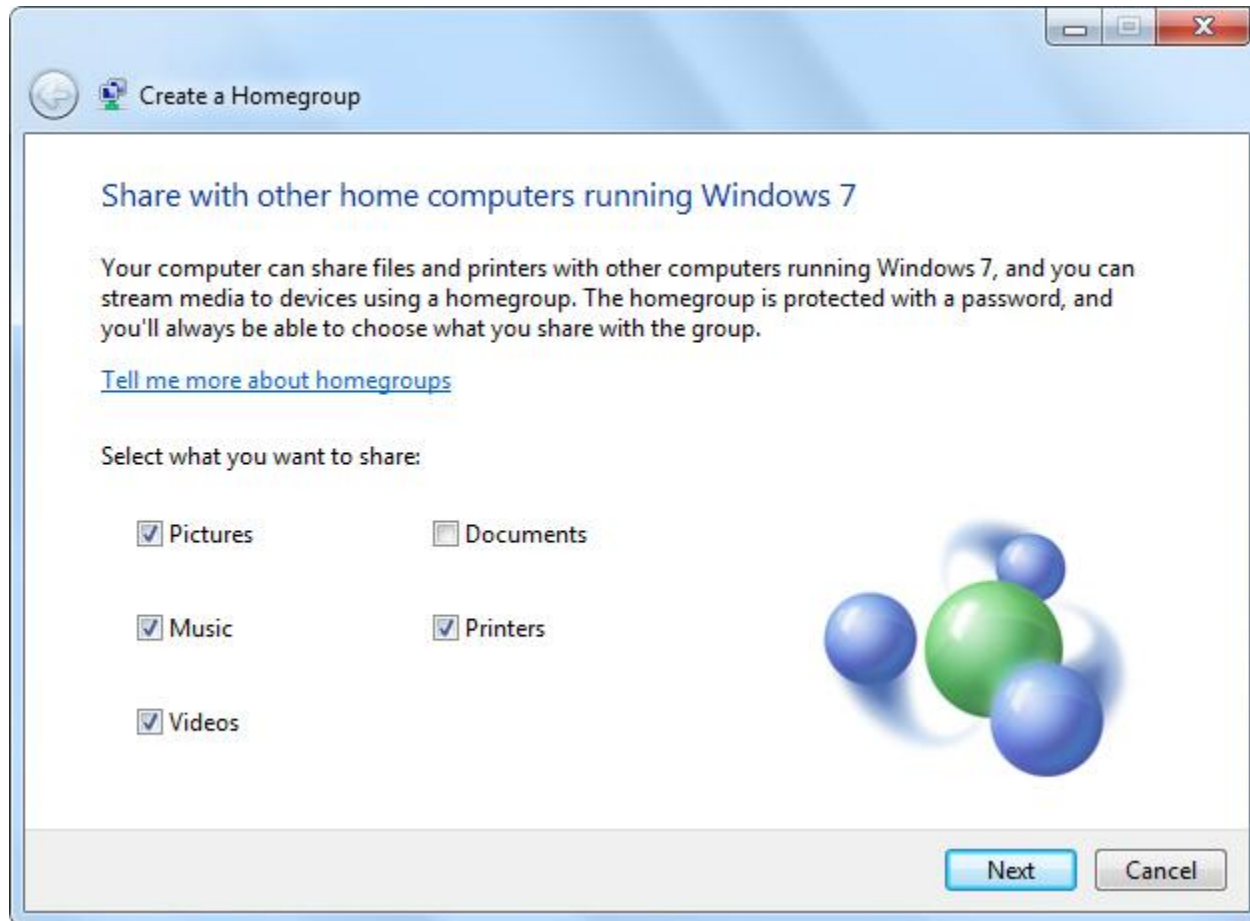 Create a Homegroup
Share with other home computers running Windows 7
Your computer can share files and printers with other computers running Windows 7, and you can
stream media to devices using a homegroup. The homegroup is protected with a password, and
you'll always be able to choose what you share with the group.
Tell me more about homegroups
Select what you want to share:
Pictures Documents
Music Printers
Videos
Next Cancel